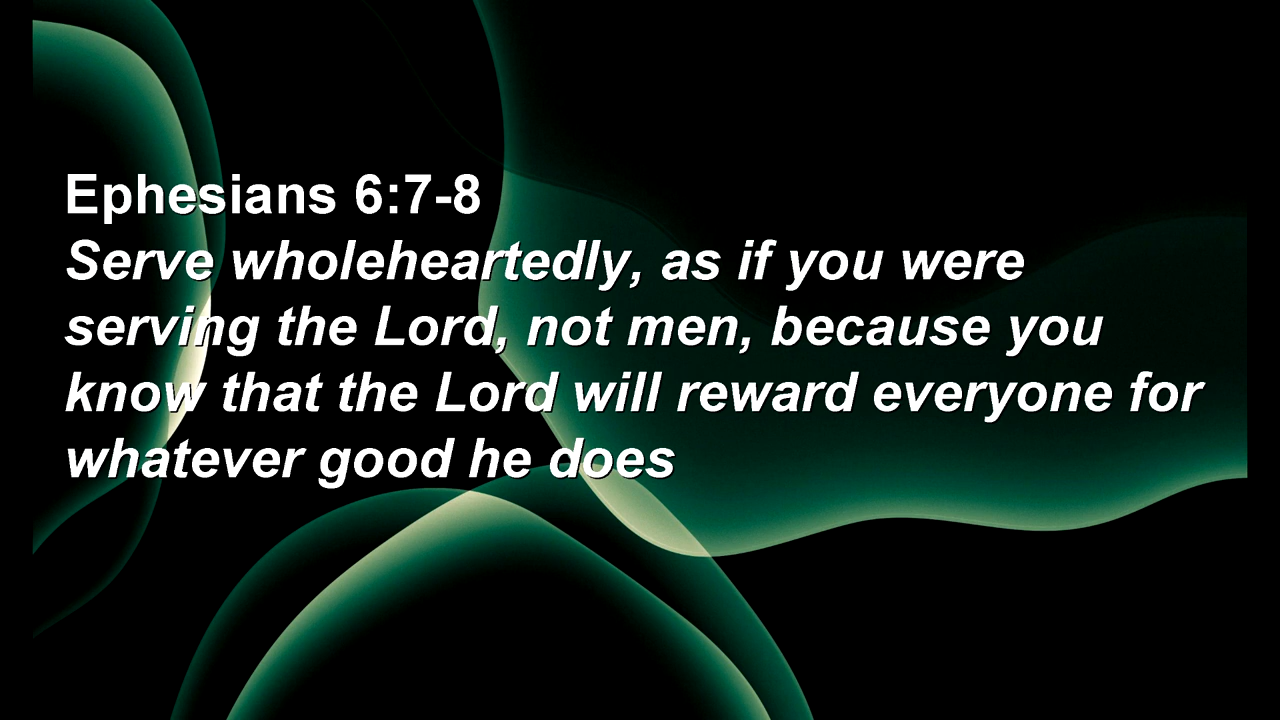 Ephesians 6:7-8
Serve wholeheartedly, as if you were
serving the Lord, not men, because you
know that the Lord will reward everyone for
whatever good he does